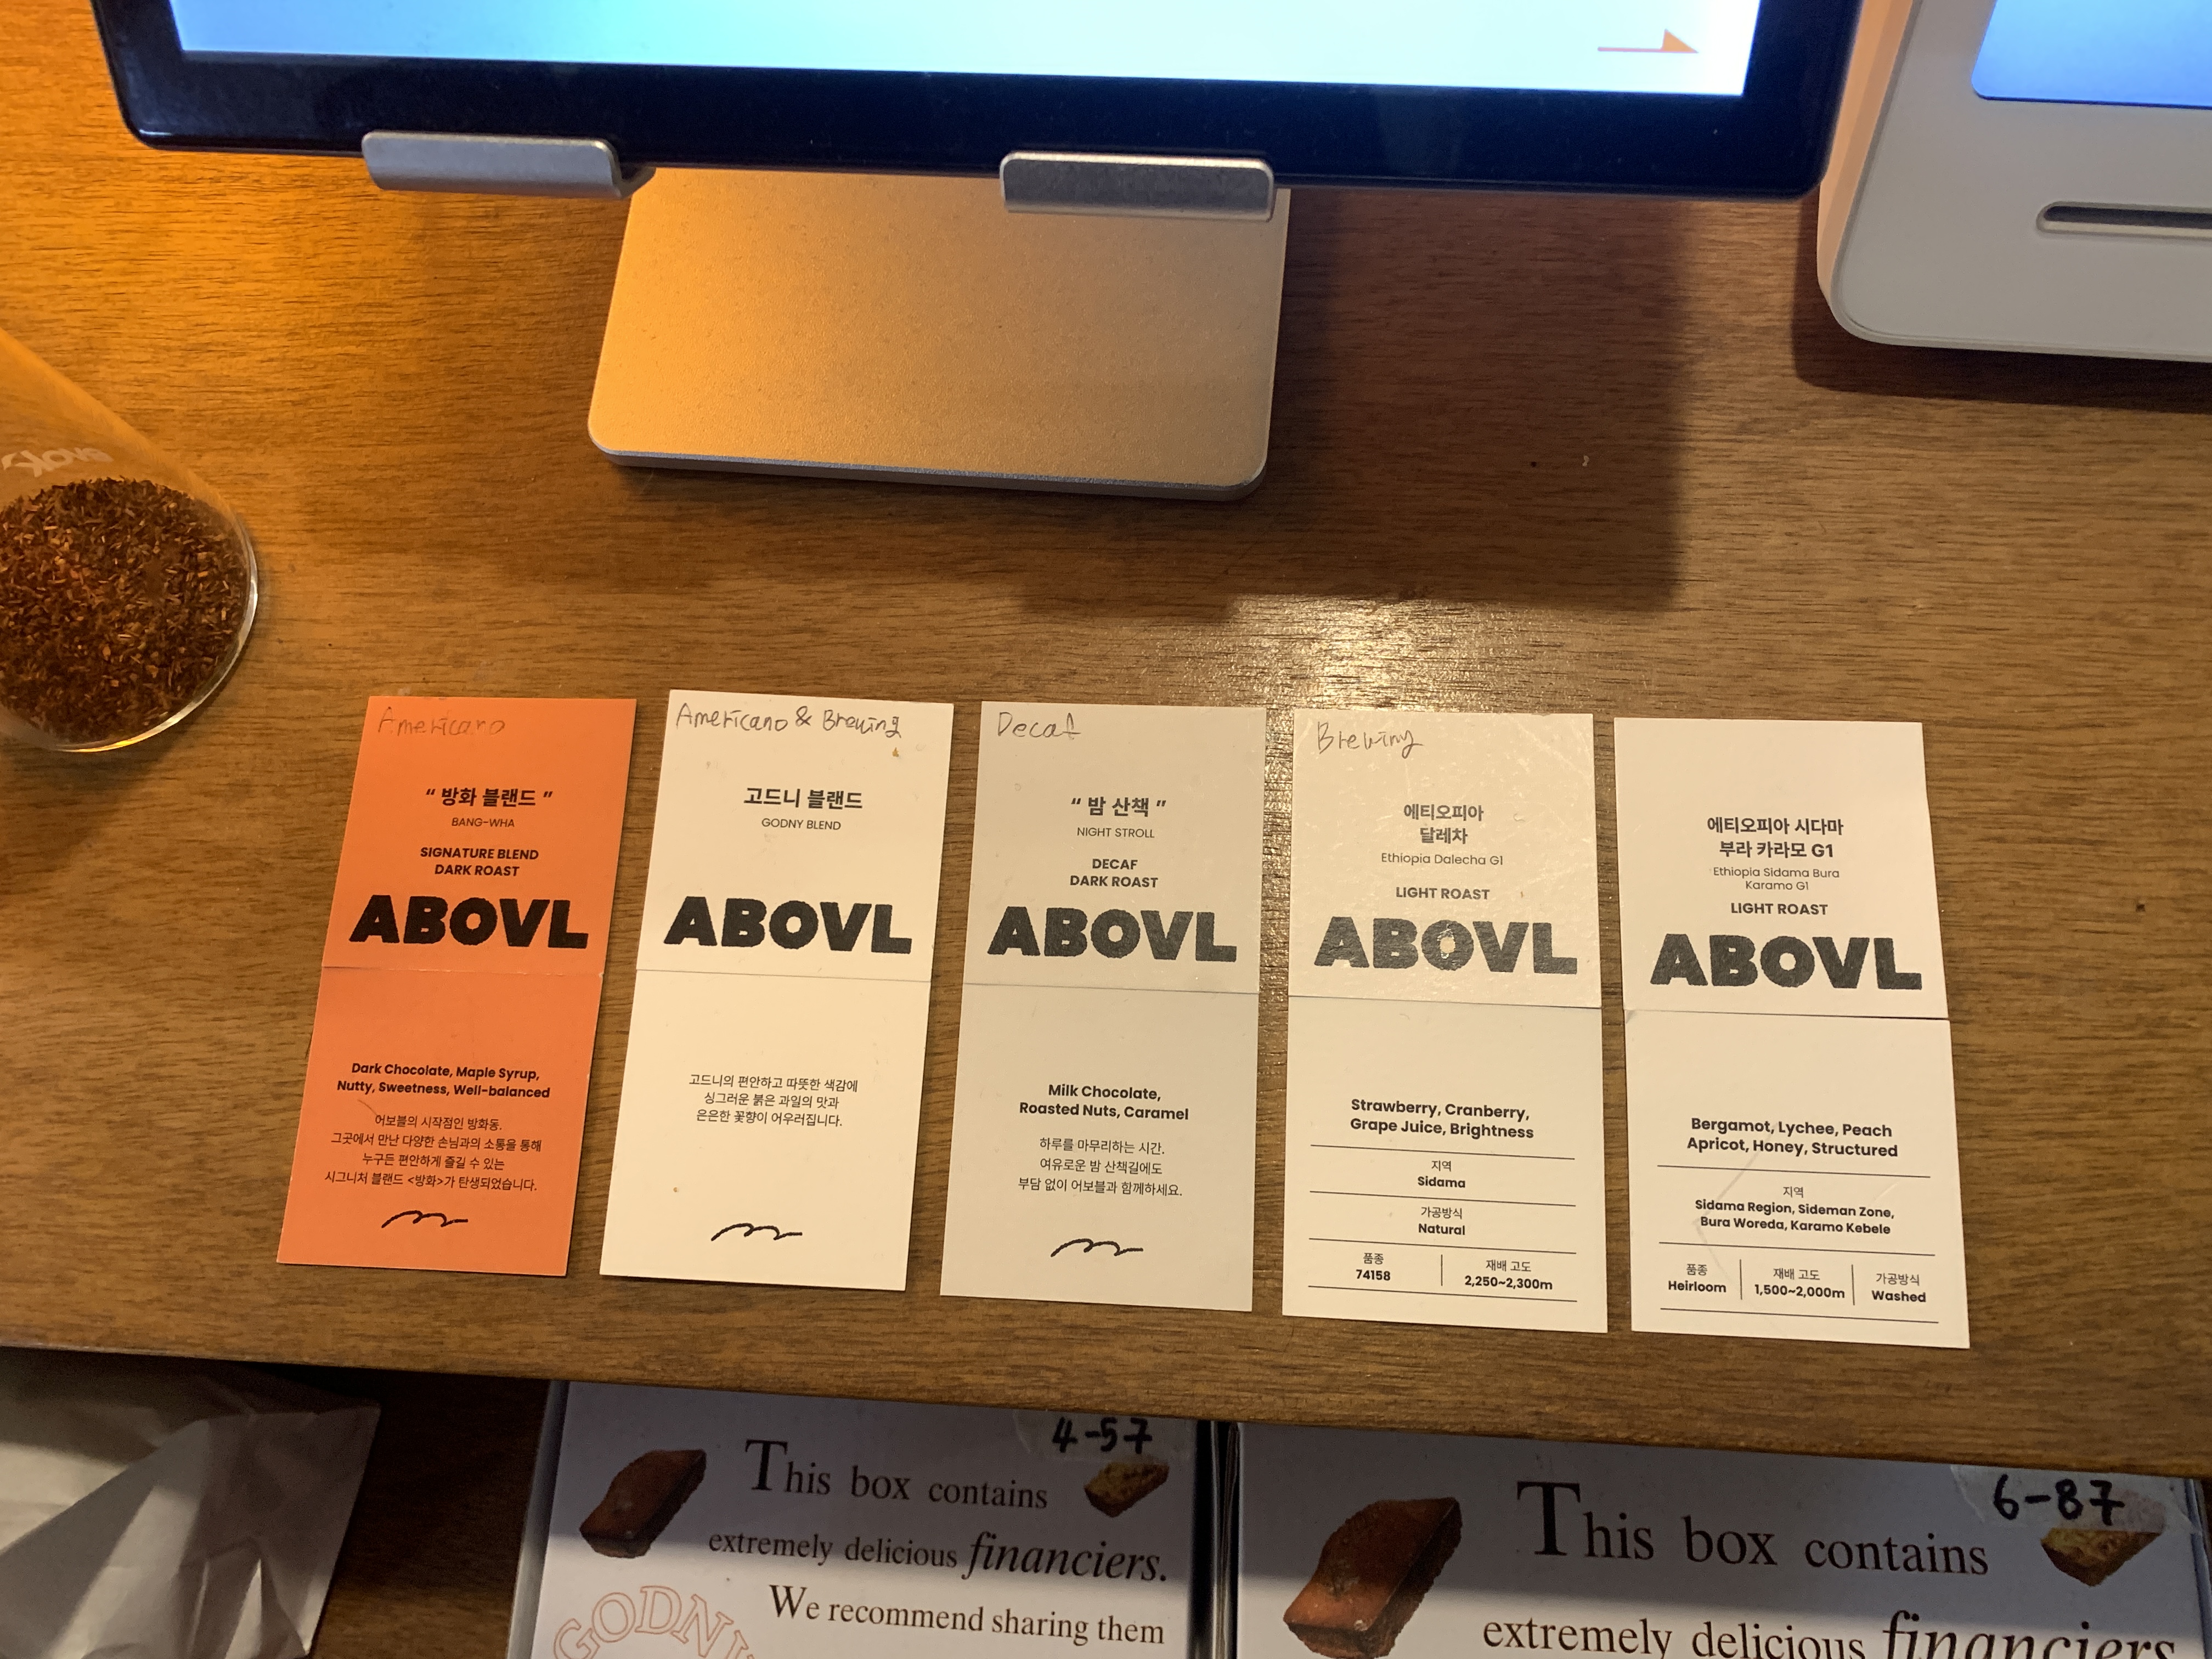 Americano
“ 방화 블랜드 ”
BANG-WHA
SIGNATURE BLEND
DARK ROAST
ABOVL
Dark Chocolate, Maple Syrup,
Nutty, Sweetness, Well-balanced
어보블의 시작점인 방화동.
그곳에서 만난 다양한 손님과의 소통을 통해
누구든 편안하게 즐길 수 있는
시그니처 블랜드 <방화>가 탄생되었습니다.
Americano & Brewing
고드니 블랜드
GODNY BLEND
ABOVL
고드니의 편안하고 따뜻한 색감에
싱그러운 붉은 과일의 맛과
은은한 꽃향이 어우러집니다.
Decaf
“ 밤 산책 ”
NIGHT STROLL
DECAF
DARK ROAST
ABOVL
Milk Chocolate,
Roasted Nuts, Caramel
하루를 마무리하는 시간.
여유로운 밤 산책길에도
부담 없이 어보블과 함께하세요.
Brewing
에티오피아
달레차
Ethiopia Dalecha G1
LIGHT ROAST
ABOVL
Strawberry, Cranberry,
Grape Juice, Brightness
지역
Sidama
가공방식
Natural
품종 재배 고도
74158 2,250~2,300m
에티오피아 시다마
부라 카라모 G1
Ethiopia Sidama Bura
Karamo G1
LIGHT ROAST
ABOVL
Bergamot, Lychee, Peach
Apricot, Honey, Structured
지역
Sidama Region, Sideman Zone,
Bura Woreda, Karamo Kebele
품종 재배 고도 가공방식
Heirloom 1,500~2,000m Washed
4-57
This box contains
extremely delicious financiers.
We recommend sharing them
6-87
This box contains
extremely delicious financiers